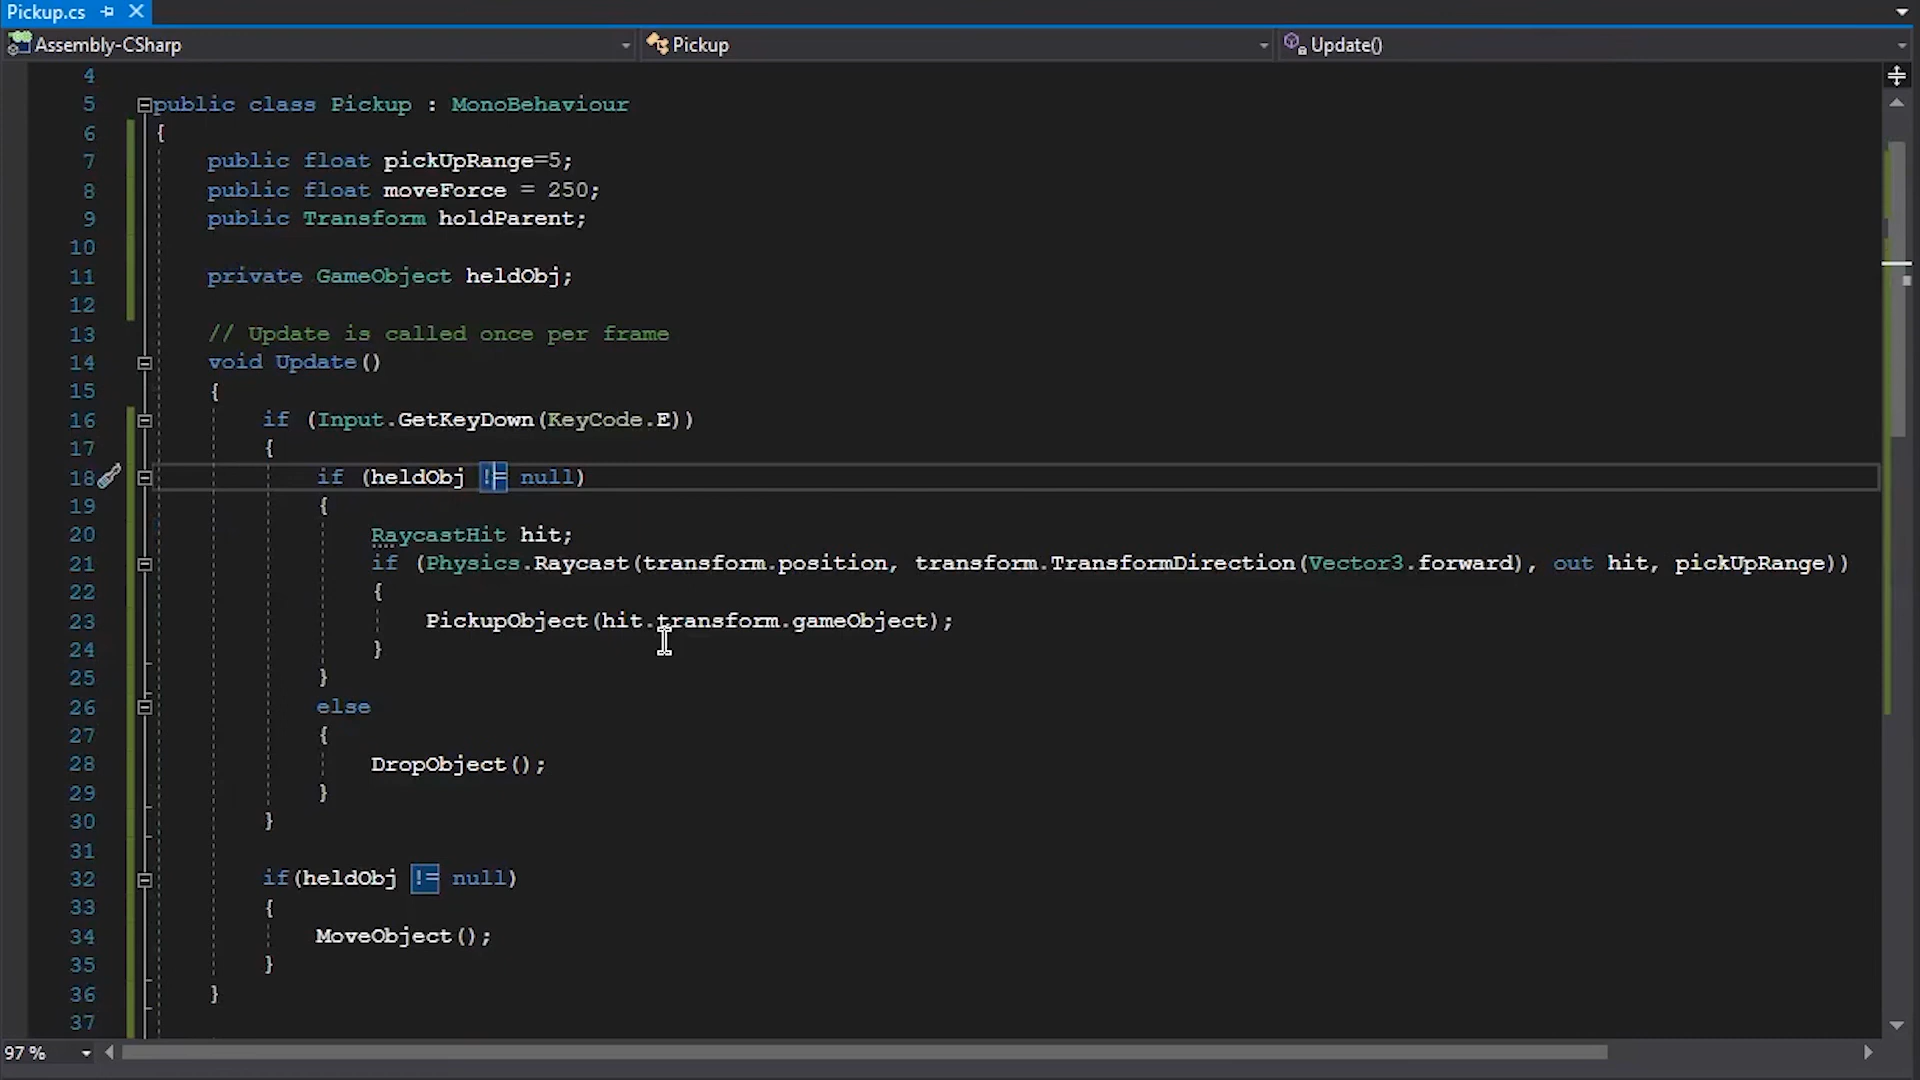 Pickup.cs
Assembly-CSharp Pickup Update()
4
5 public class Pickup : MonoBehaviour
6 {
7 public float pickUpRange=5;
8 public float moveForce = 250;
9 public Transform holdParent;
10
11 private GameObject heldObj;
12
13 // Update is called once per frame
14 void Update()
15 {
16 if (Input.GetKeyDown(KeyCode.E))
17 {
18 if (heldObj != null)
19 {
20 RaycastHit hit;
21 if (Physics.Raycast(transform.position, transform.TransformDirection(Vector3.forward), out hit, pickUpRange))
22 {
23 PickupObject(hit.transform.gameObject);
24 }
25 }
26 else
27 {
28 DropObject();
29 }
30 }
31
32 if(heldObj != null)
33 {
34 MoveObject();
35 }
36 }
37
97 %